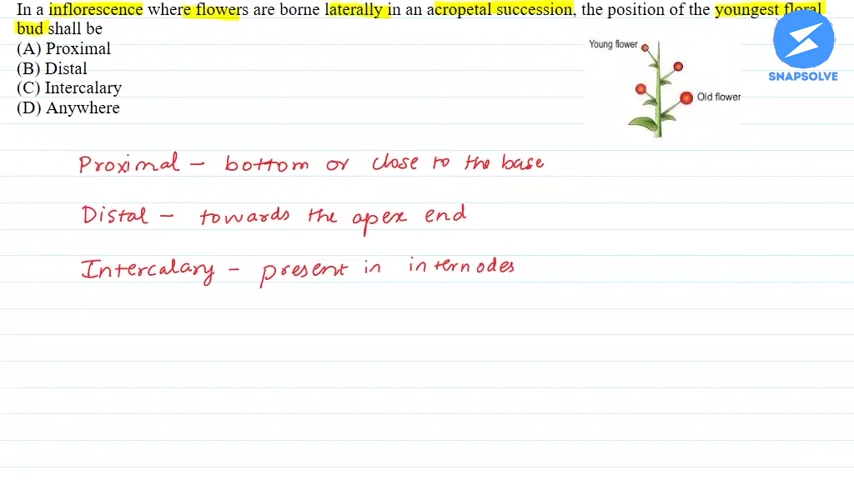 In a inflorescence where flowers are borne laterally in an acropetal succession, the position of the youngest floral
bud shall be
(A) Proximal
(B) Distal
(C) Intercalary
(D) Anywhere
Young flower
Old flower
SNAPSOLVE
Proximal - bottom or close to the base
Distal - towards the apex end
Intercalary - present in internodes